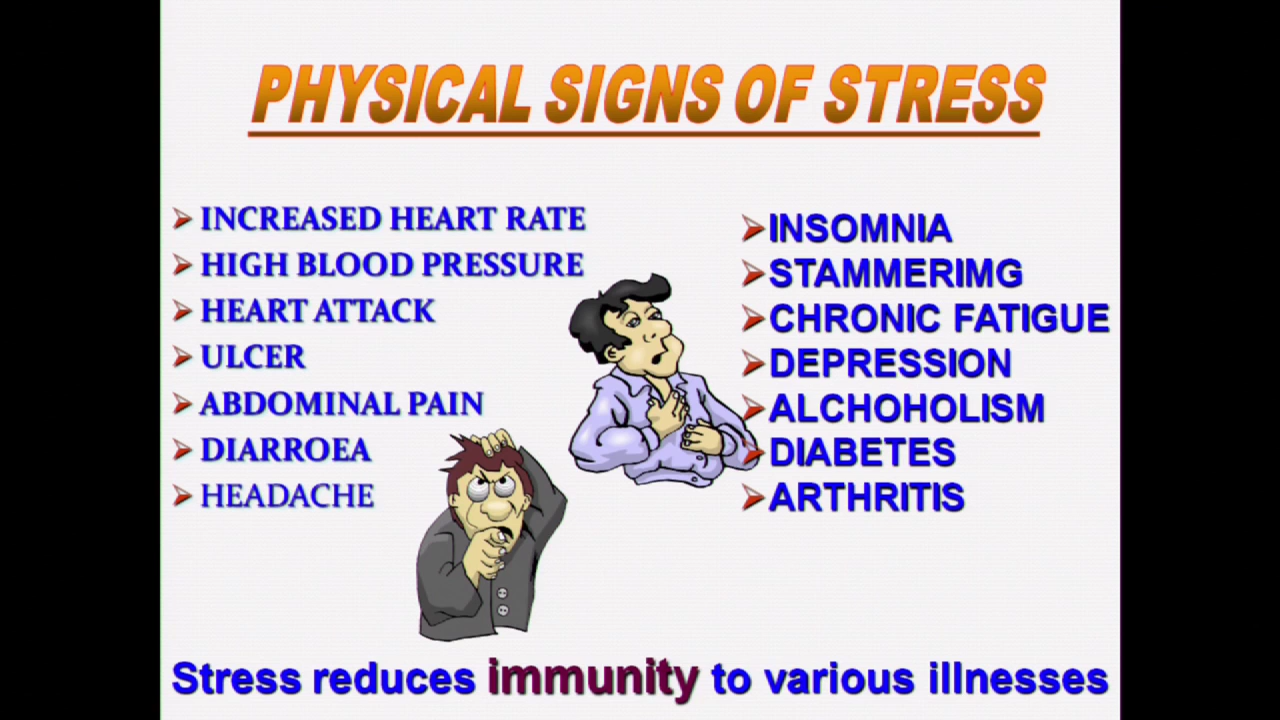 PHYSICAL SIGNS OF STRESS
INCREASED HEART RATE
HIGH BLOOD PRESSURE
HEART ATTACK
ULCER
ABDOMINAL PAIN
DIARROEA
HEADACHE
INSOMNIA
STAMMERIMG
CHRONIC FATIGUE
DEPRESSION
ALCHOHOLISM
DIABETES
ARTHRITIS
Stress reduces immunity to various illnesses